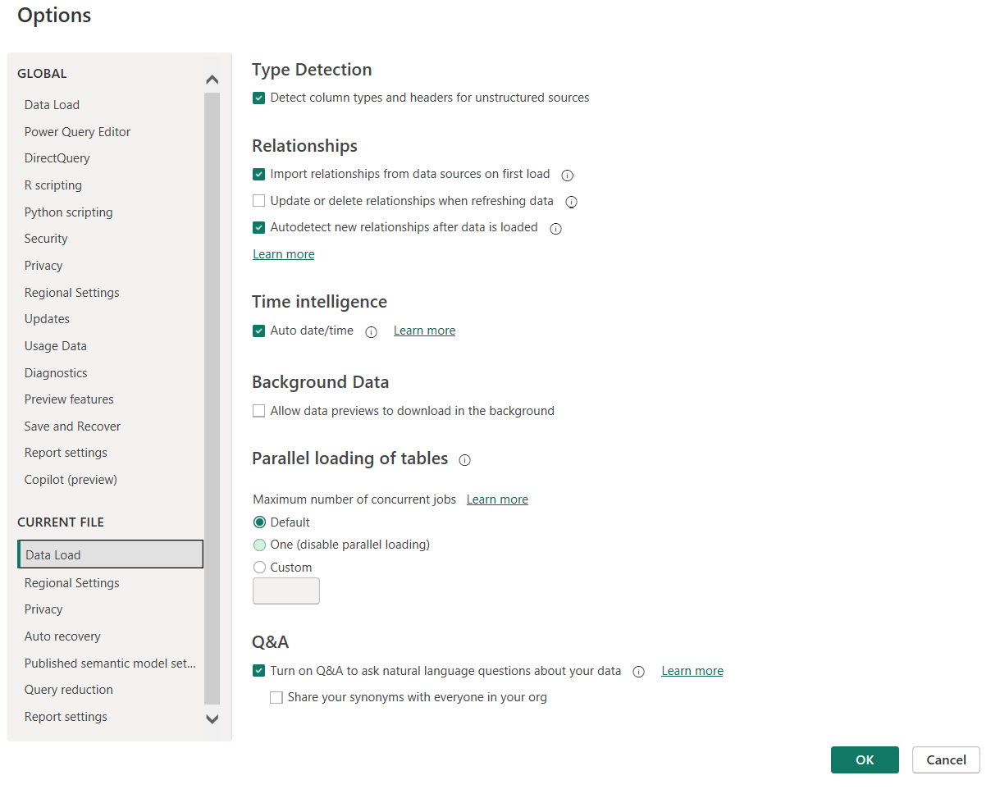 Options
GLOBAL
Data Load
Power Query Editor
DirectQuery
R scripting
Python scripting
Security
Privacy
Regional Settings
Updates
Usage Data
Diagnostics
Preview features
Save and Recover
Report settings
Copilot (preview)
CURRENT FILE
Data Load
Regional Settings
Privacy
Auto recovery
Published semantic model set...
Query reduction
Report settings
Type Detection
Detect column types and headers for unstructured sources
Relationships
Import relationships from data sources on first load
Update or delete relationships when refreshing data
Autodetect new relationships after data is loaded
Learn more
Time intelligence
Auto date/time Learn more
Background Data
Allow data previews to download in the background
Parallel loading of tables
Maximum number of concurrent jobs Learn more
Default
One (disable parallel loading)
Custom
Q&A
Turn on Q&A to ask natural language questions about your data Learn more
Share your synonyms with everyone in your org
OK Cancel